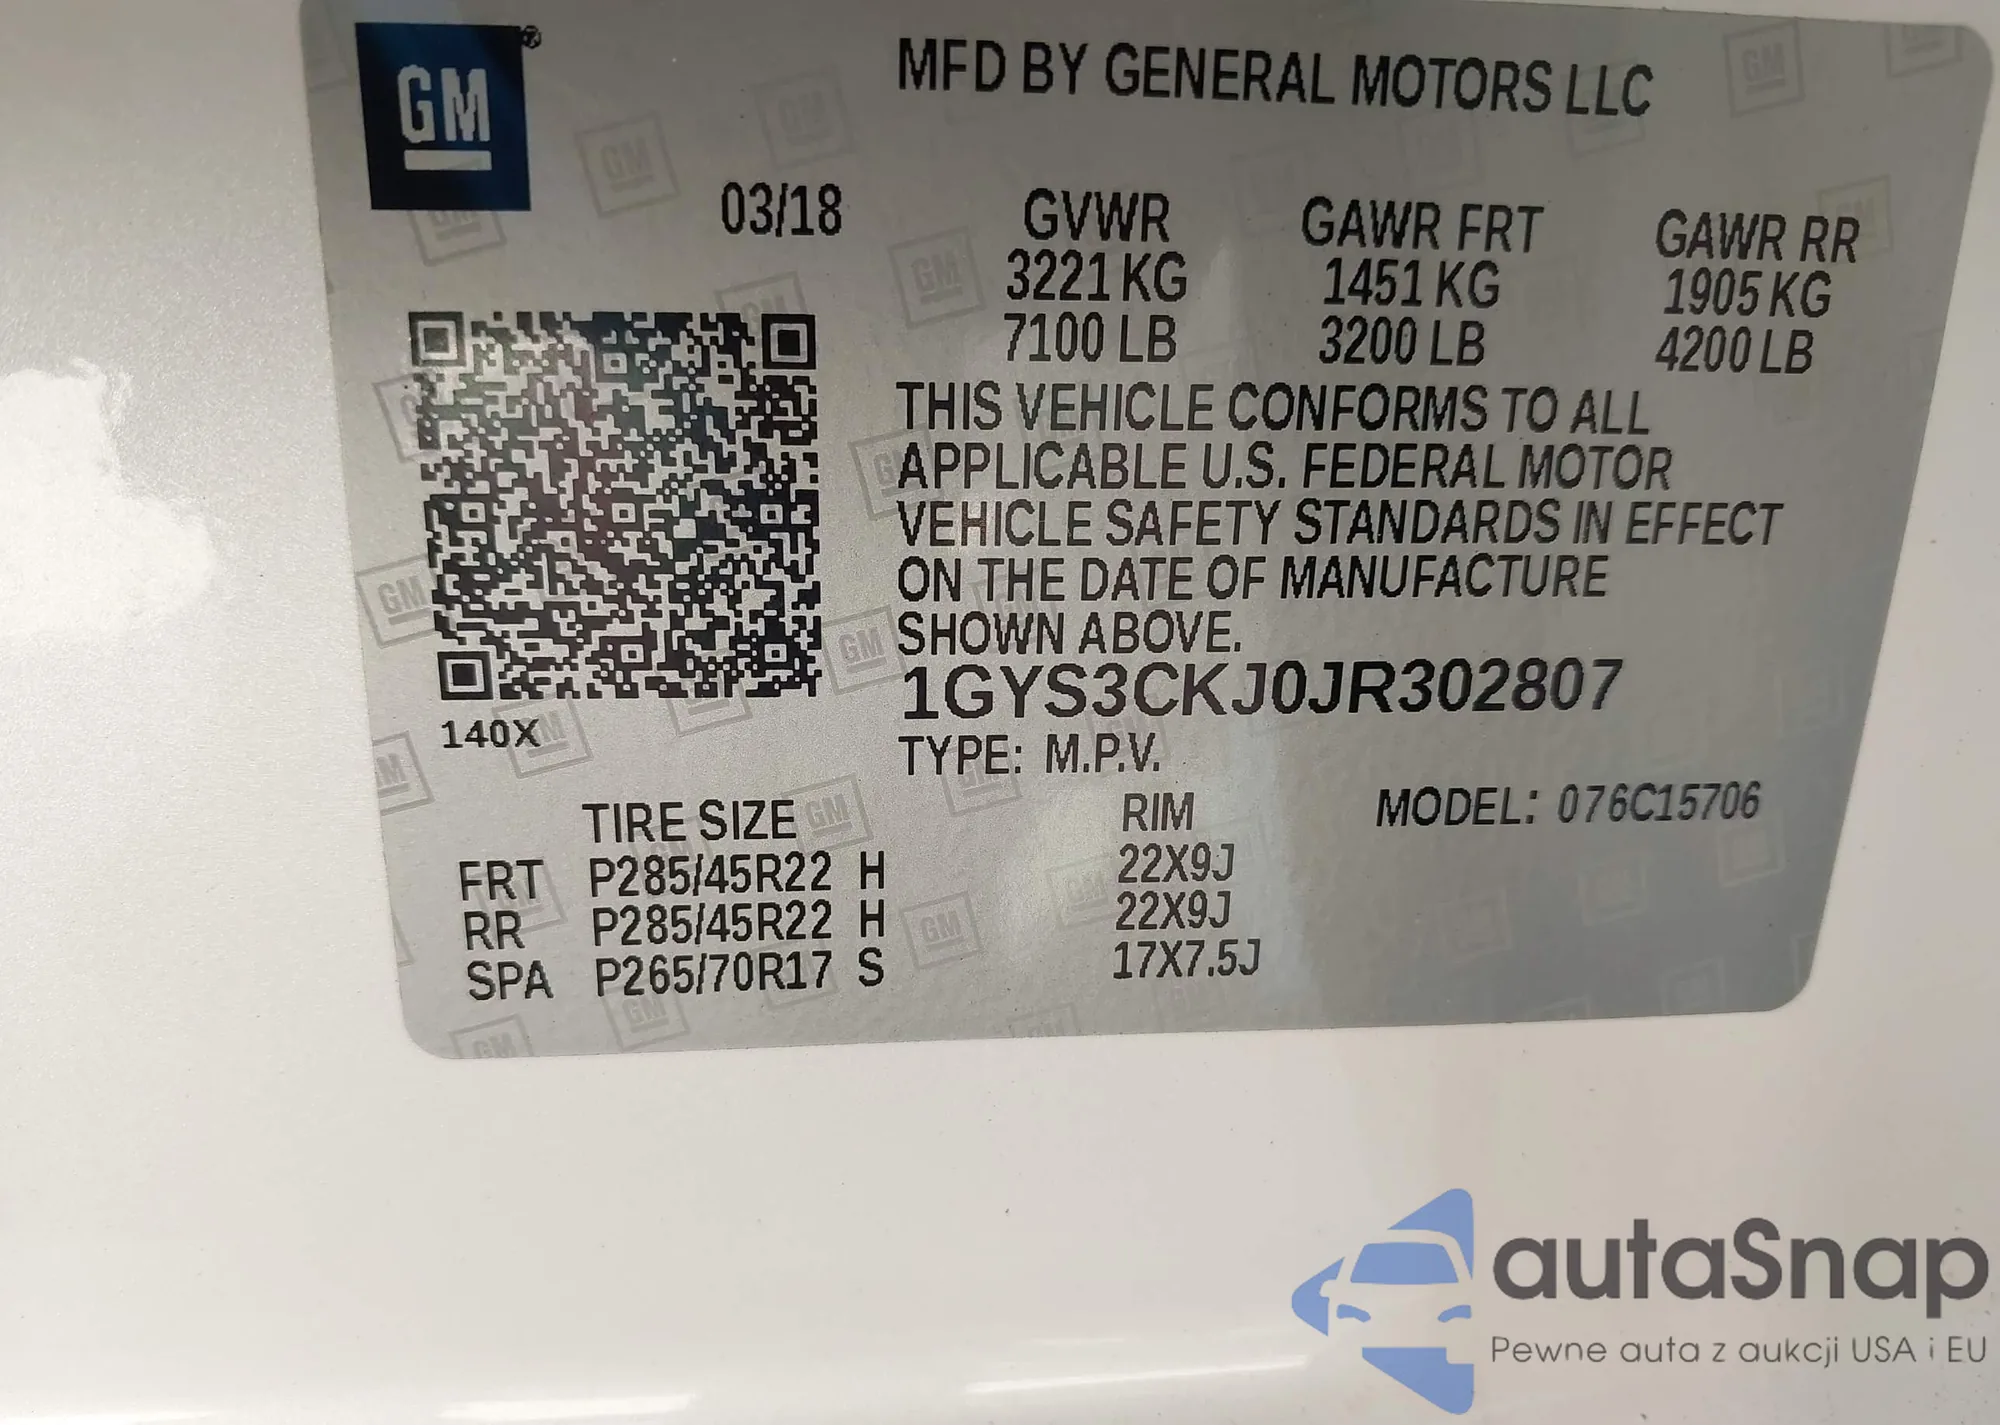 GM®
MFD BY GENERAL MOTORS LLC
03/18 GVWR GAWR FRT GAWR RR
3221 KG 1451 KG 1905 KG
7100 LB 3200 LB 4200 LB
THIS VEHICLE CONFORMS TO ALL
APPLICABLE U.S. FEDERAL MOTOR
VEHICLE SAFETY STANDARDS IN EFFECT
ON THE DATE OF MANUFACTURE
SHOWN ABOVE.
1GYS3CKJ0JR302807
140X
TYPE: M.P.V.
TIRE SIZE RIM MODEL: 076C15706
FRT P285/45R22 H 22X9J
RR P285/45R22 H 22X9J
SPA P265/70R17 S 17X7.5J
autaSnap
Pewne auta z aukcji USA i EU